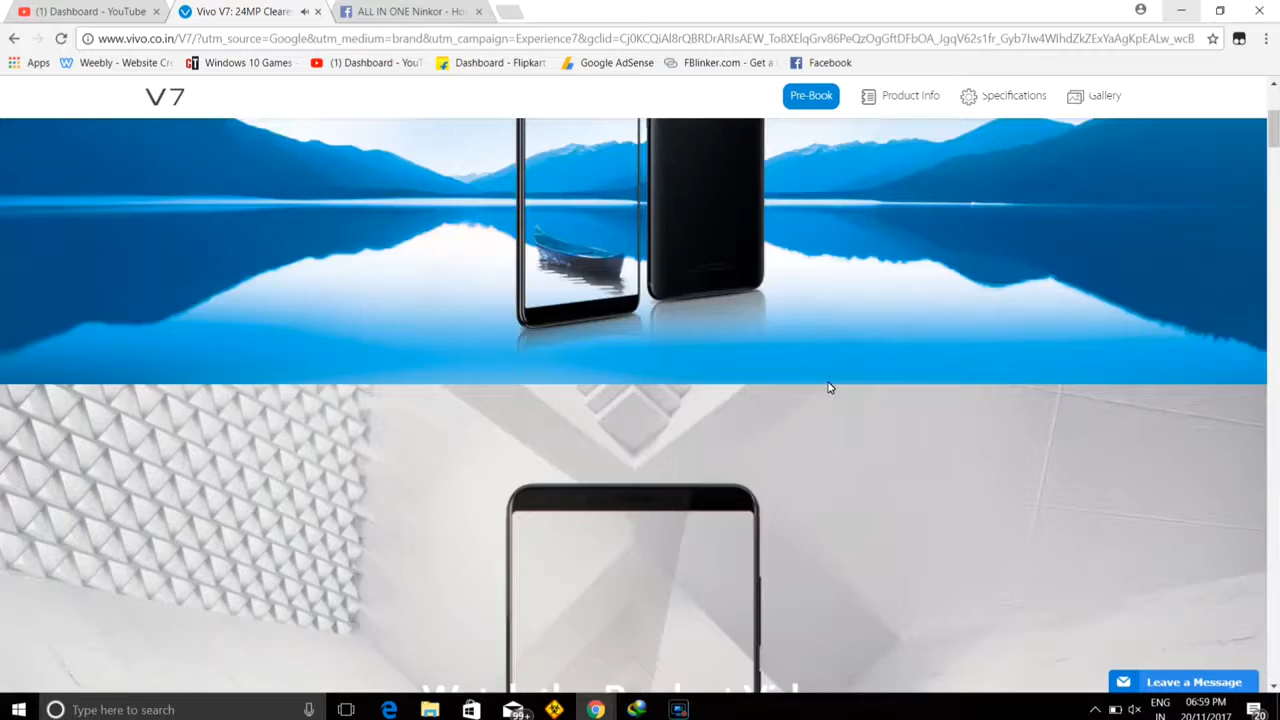 (1) Dashboard - YouTube
Vivo V7: 24MP Cleare
ALL IN ONE Ninkor - Ho
www.vivo.co.in/V7/?utm_source=Google&utm_medium=brand&utm_campaign=Experience7&gclid=
Apps
Weebly - Website Cre
Windows 10 Games
(1) Dashboard - YouT
Dashboard - Flipkart
Google AdSense
FBlinker.com - Get a
Facebook
V7
Pre-Book
Product Info
Specifications
Gallery
Leave a Message
Type here to search
99+
ENG
IN
06:59 PM
20/11/2017
20